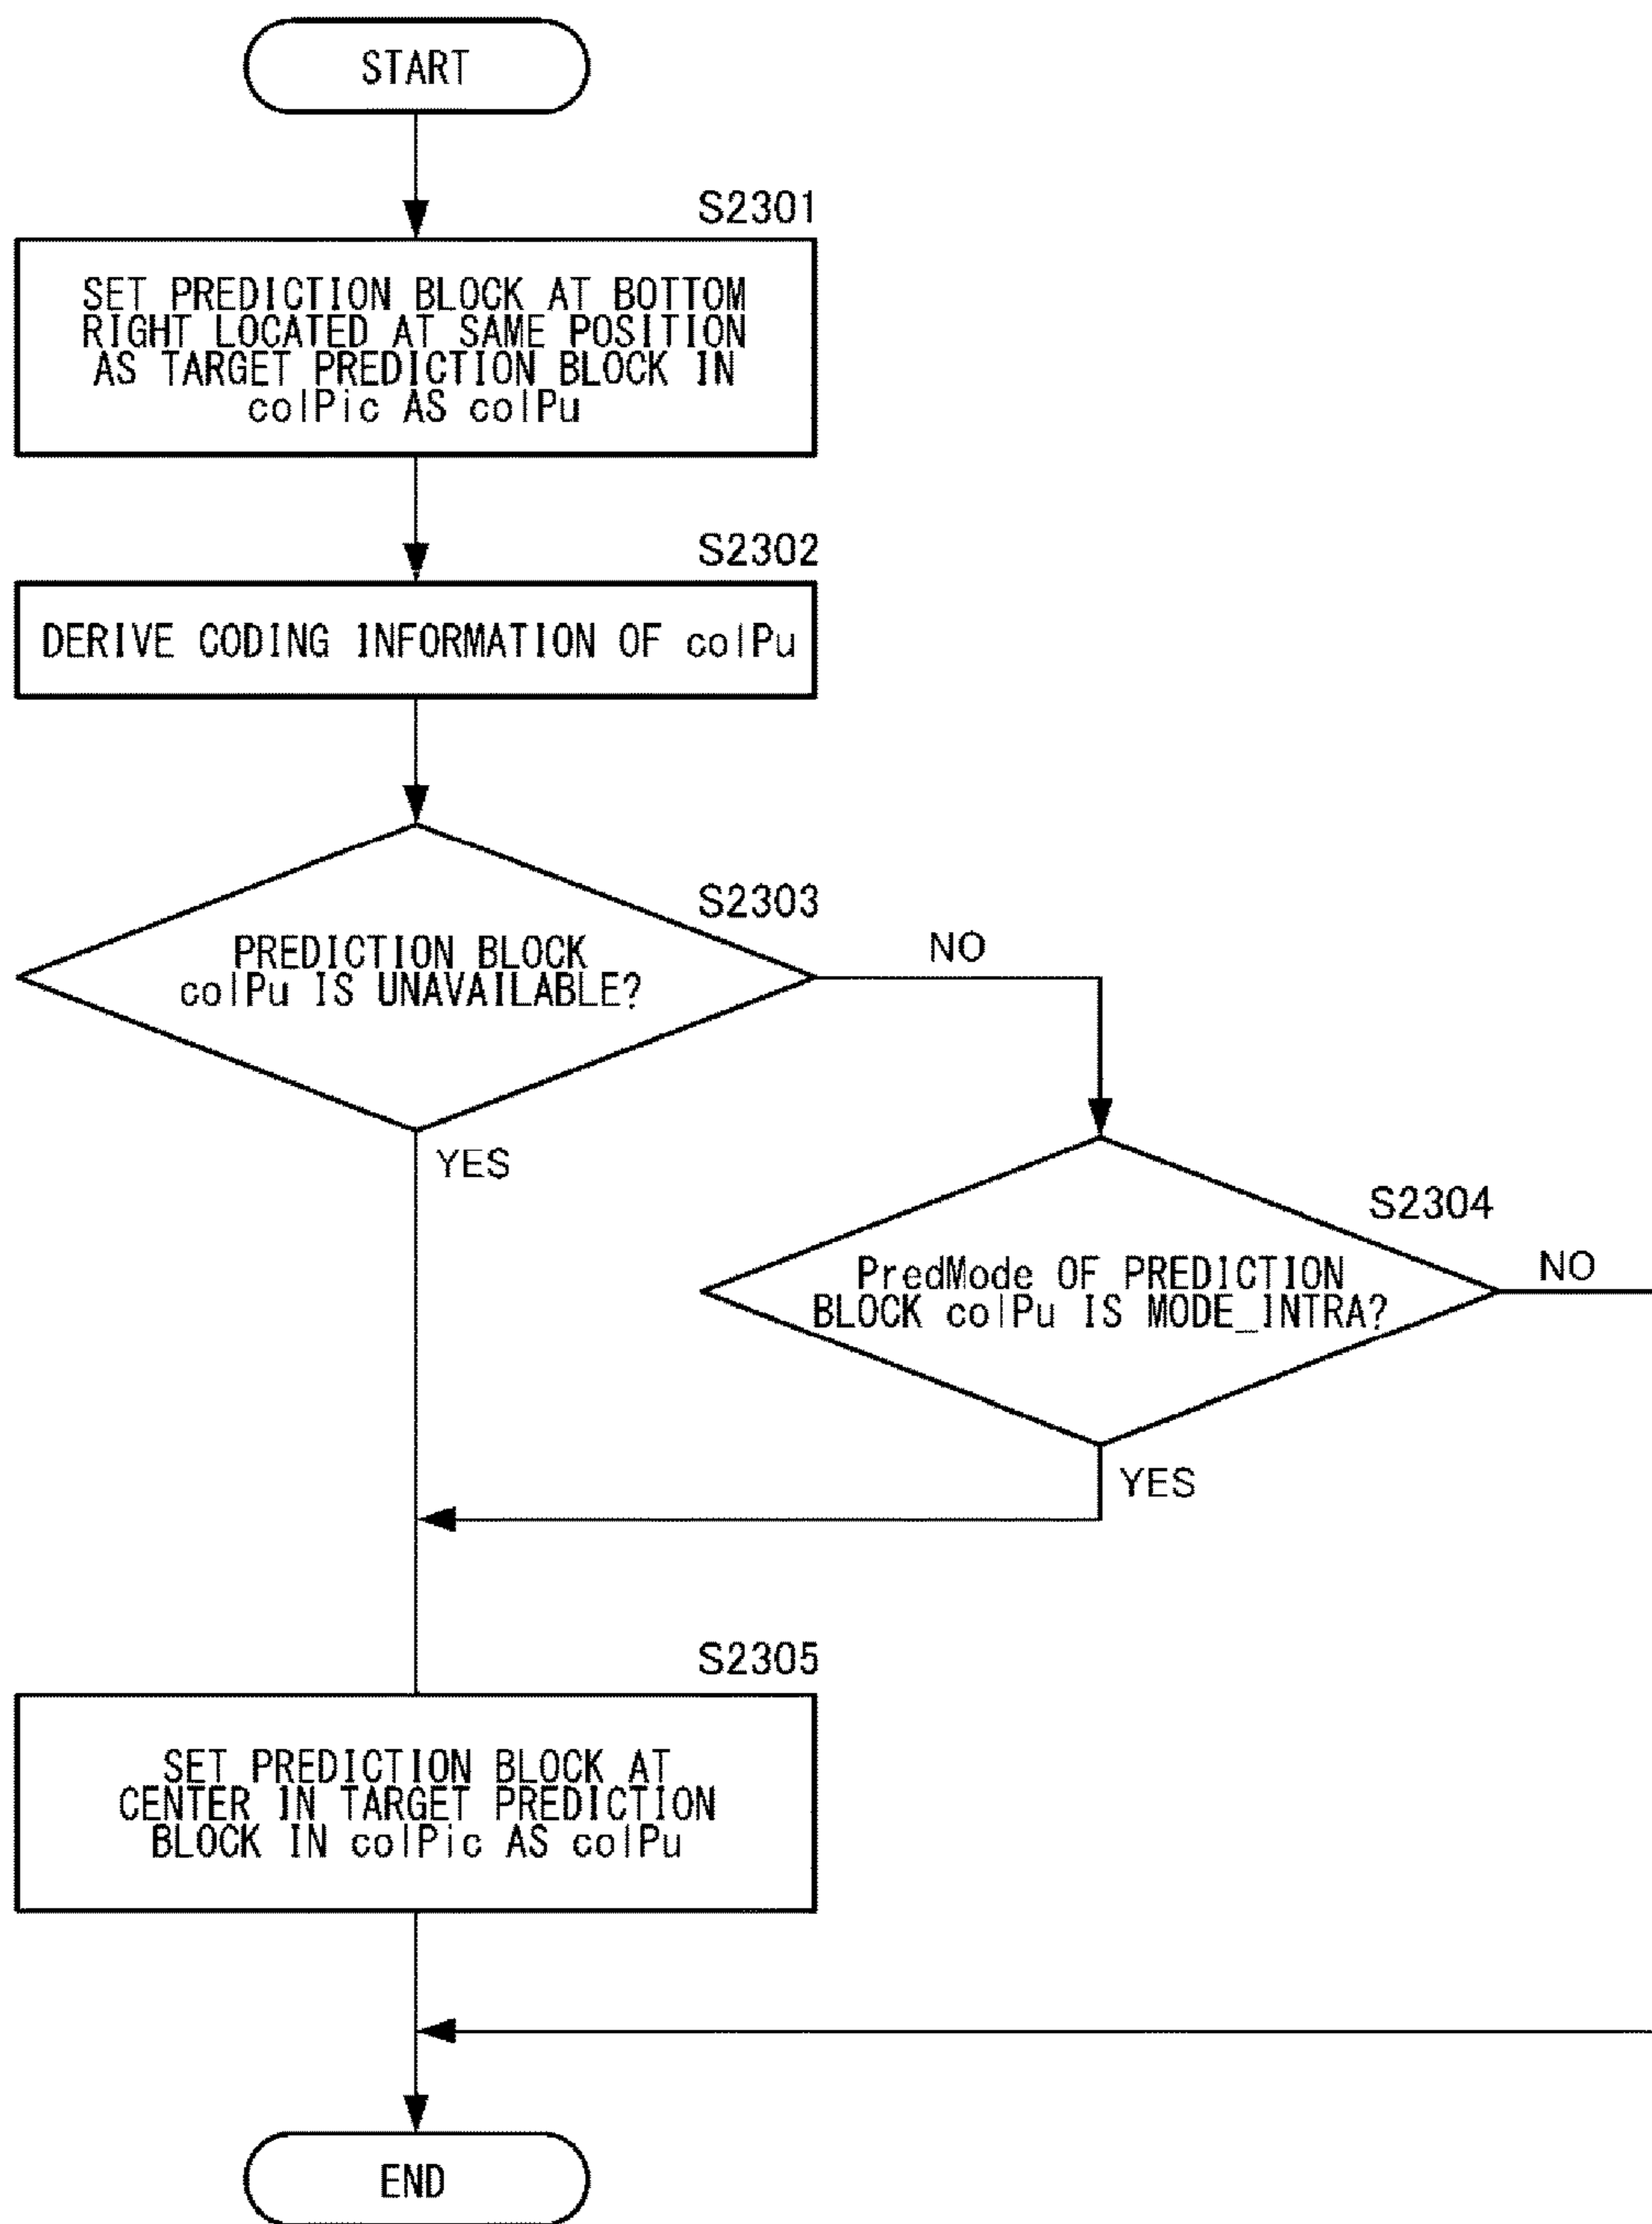 START
S2301
SET PREDICTION BLOCK AT BOTTOM
RIGHT LOCATED AT SAME POSITION
AS TARGET PREDICTION BLOCK IN
colPic AS colPu
S2302
DERIVE CODING INFORMATION OF colPu
S2303
PREDICTION BLOCK
colPu IS UNAVAILABLE?
NO
YES
S2304
PredMode OF PREDICTION
BLOCK colPu IS MODE_INTRA?
NO
YES
S2305
SET PREDICTION BLOCK AT
CENTER IN TARGET PREDICTION
BLOCK IN colPic AS colPu
END